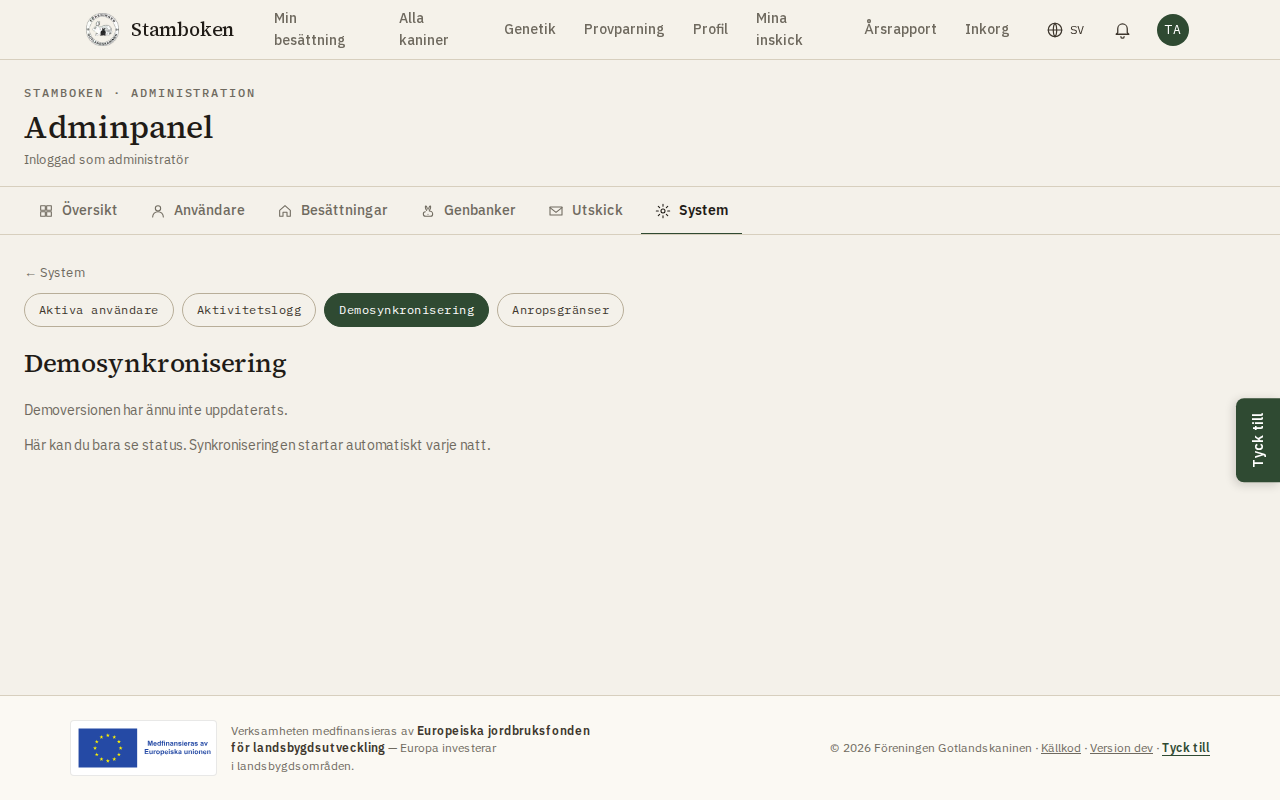 Stamboken
Min besättning
Alla kaniner
Genetik
Provparning
Profil
Mina inskick
Årsrapport
Inkorg
SV
TA
STAMBOKEN · ADMINISTRATION
Adminpanel
Inloggad som administratör
Översikt
Användare
Besättningar
Genbanker
Utskick
System
← System
Aktiva användare
Aktivitetslogg
Demosynkronisering
Anropsgränser
Demosynkronisering
Demoversionen har ännu inte uppdaterats.
Här kan du bara se status. Synkroniseringen startar automatiskt varje natt.
Tyck till
Medfinansieras av
Europeiska unionen
Verksamheten medfinansieras av Europeiska jordbruksfonden
för landsbygdsutveckling — Europa investerar
i landsbygdsområden.
© 2026 Föreningen Gotlandskaninen · Källkod · Version dev · Tyck till